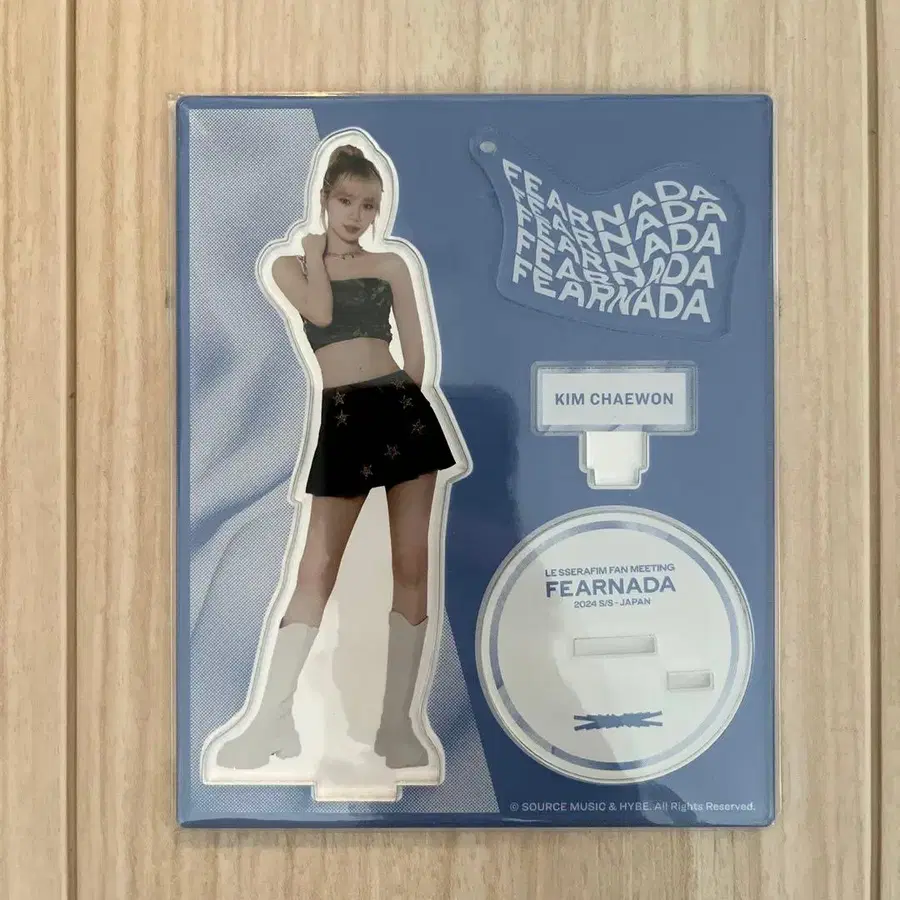 FEARNADA
FEARNADA
FEARNADA
FEARNADA
FEARNADA
KIM CHAEWON
LE SSERAFIM FAN MEETING
FEARNADA
2024 S/S - JAPAN
© SOURCE MUSIC & HYBE. All Rights Reserved.